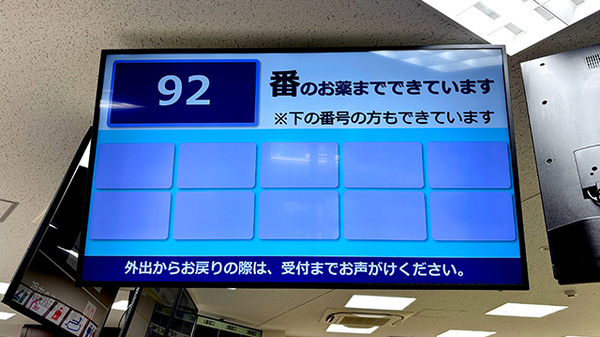 92
番のお薬までできています
※下の番号の方もできています
外出からお戻りの際は、受付までお声がけください。